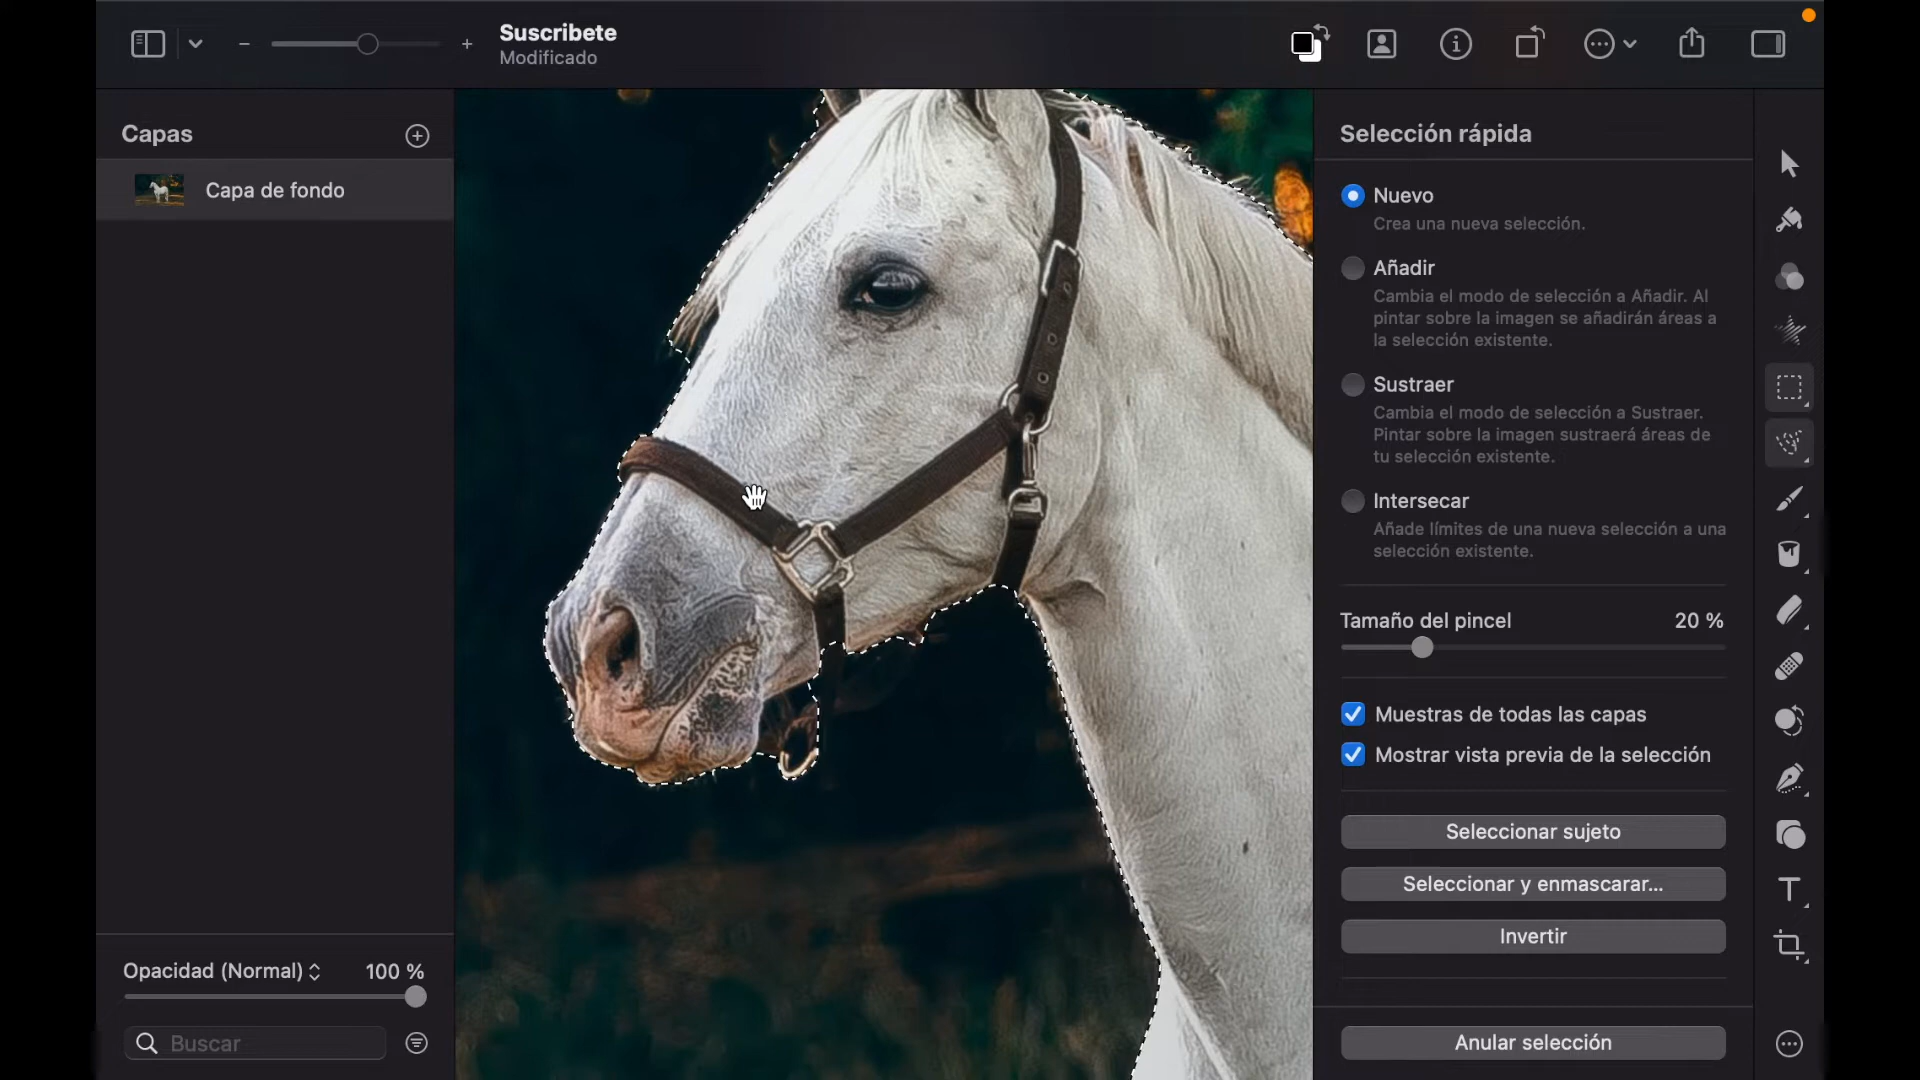 Suscribete
Modificado
Capas
Capa de fondo
Opacidad (Normal) 100 %
Buscar
Selección rápida
Nuevo
Crea una nueva selección.
Añadir
Cambia el modo de selección a Añadir. Al
pintar sobre la imagen se añadirán áreas a
la selección existente.
Sustraer
Cambia el modo de selección a Sustraer.
Pintar sobre la imagen sustraerá áreas de
tu selección existente.
Intersecar
Añade límites de una nueva selección a una
selección existente.
Tamaño del pincel 20 %
Muestras de todas las capas
Mostrar vista previa de la selección
Seleccionar sujeto
Seleccionar y enmascarar...
Invertir
Anular selección